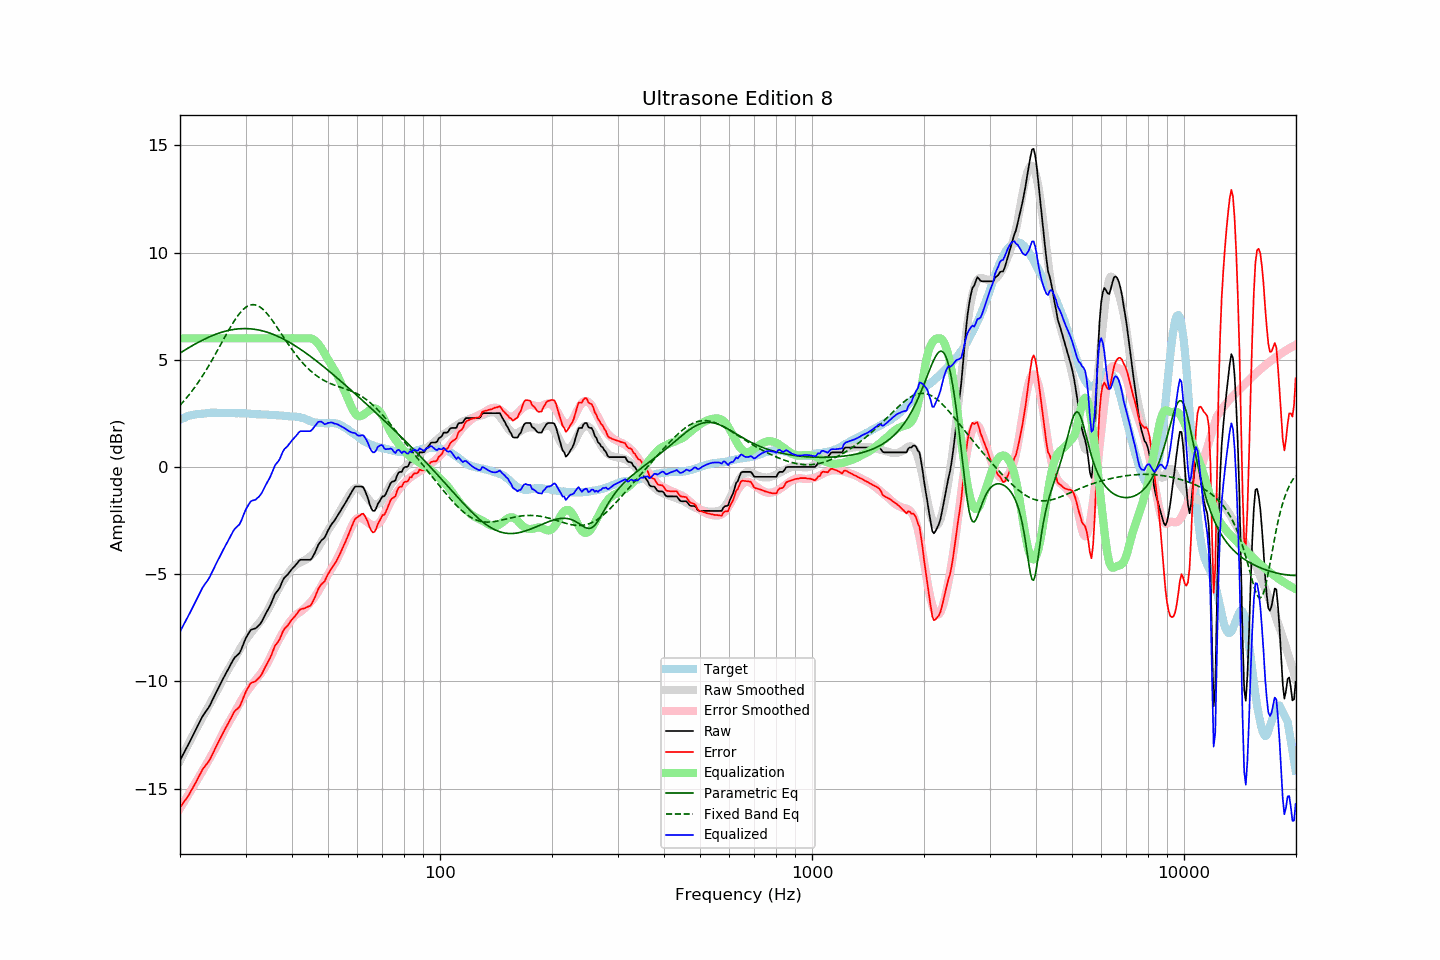 Ultrasone Edition 8
Amplitude (dBr)
15
10
5
0
−5
−10
−15
Target
Raw Smoothed
Error Smoothed
Raw
Error
Equalization
Parametric Eq
Fixed Band Eq
Equalized
100 1000 10000
Frequency (Hz)